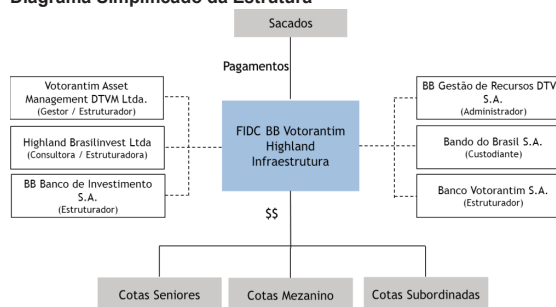 Diagrama Simplificado da Estrutura
Sacados
Pagamentos
Votorantim Asset
Management DTVM Ltda.
(Gestor / Estruturador)
Highland Brasilinvest Ltda
(Consultora / Estruturadora)
BB Banco de Investimento
S.A.
(Estruturador)
FIDC BB Votorantim
Highland
Infraestrutura
BB Gestão de Recursos DTV
S.A.
(Administrador)
Bando do Brasil S.A.
(Custodiante)
Banco Votorantim S.A.
(Estruturador)
$$
Cotas Seniores
Cotas Mezanino
Cotas Subordinadas